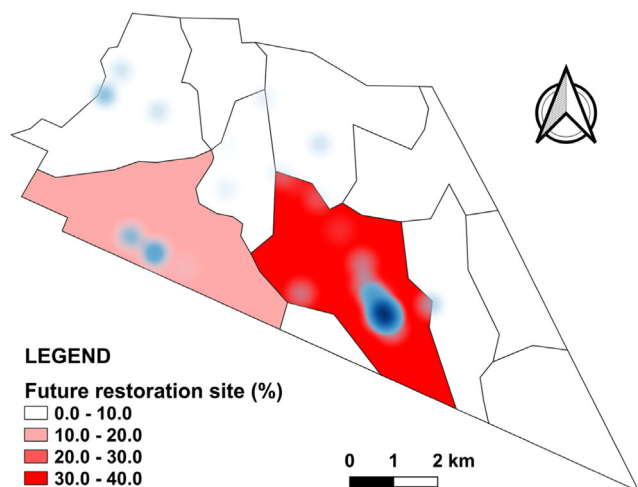 LEGEND
Future restoration site (%)
0.0 - 10.0
10.0 - 20.0
20.0 - 30.0
30.0 - 40.0
0 1 2 km